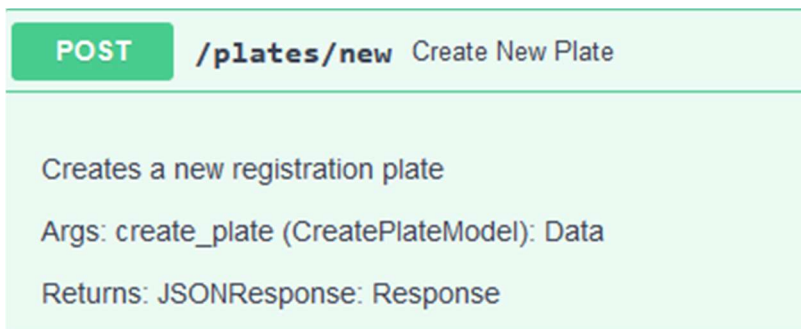 POST /plates/new Create New Plate
Creates a new registration plate
Args: create_plate (CreatePlateModel): Data
Returns: JSONResponse: Response